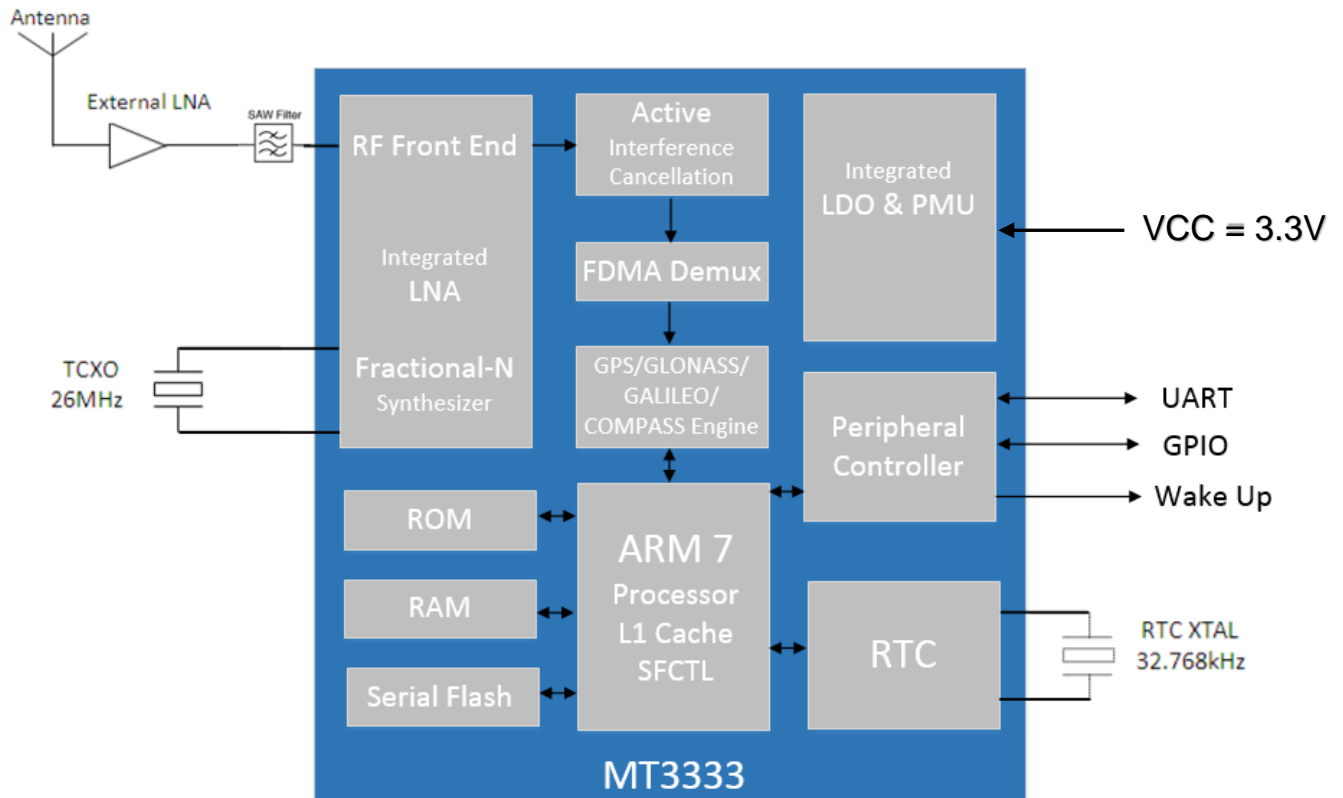 Antenna
External LNA
SAW Filter
RF Front End
Integrated
LNA
Fractional-N
Synthesizer
TCXO
26MHz
Active
Interference
Cancellation
FDMA Demux
GPS/GLONASS/
GALILEO/
COMPASS Engine
Integrated
LDO & PMU
VCC = 3.3V
Peripheral
Controller
UART
GPIO
Wake Up
ROM
RAM
Serial Flash
ARM 7
Processor
L1 Cache
SFCTL
RTC
RTC XTAL
32.768kHz
MT3333